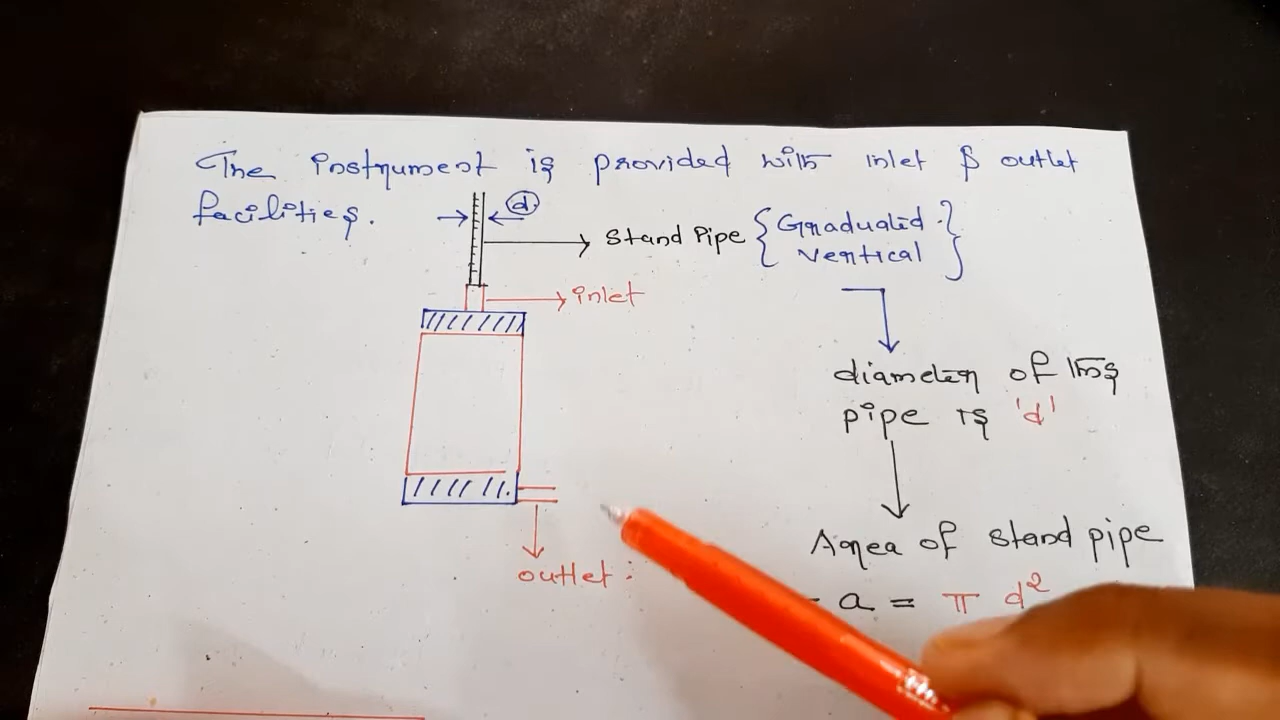 The instrument is provided with inlet & outlet
facilities.
d
Stand Pipe { Graduated
Vertical }
inlet
diameter of this
pipe is 'd'
outlet:
Area of stand pipe
a = π d²